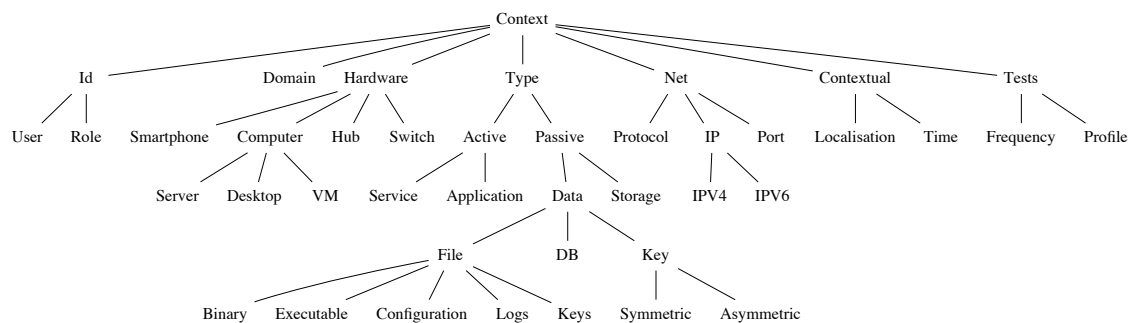 Context
Id Domain Hardware Type Net Contextual Tests
User Role Smartphone Computer Hub Switch Active Passive Protocol IP Port Localisation Time Frequency Profile
Server Desktop VM Service Application Data Storage IPV4 IPV6
File DB Key
Binary Executable Configuration Logs Keys Symmetric Asymmetric